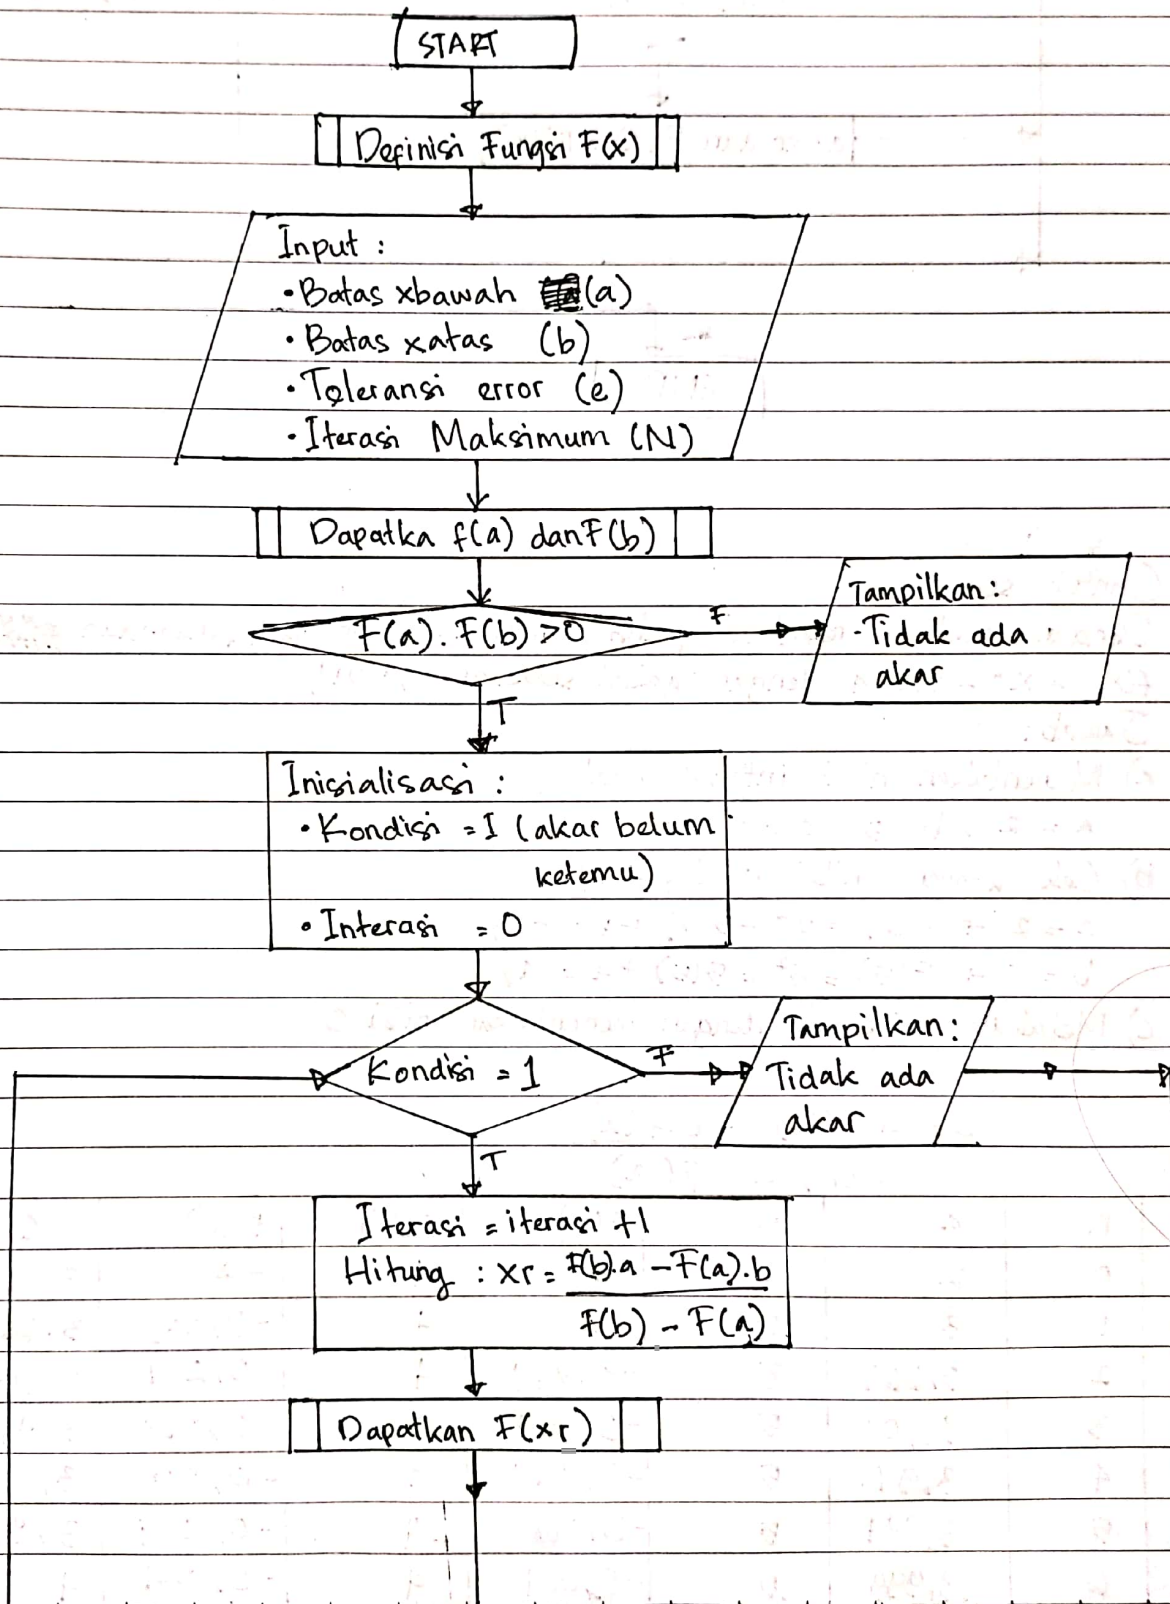 START
Definisi Fungsi F(x)
Input :
• Batas xbawah (a)
• Batas xatas (b)
• Toleransi error (e)
• Iterasi Maksimum (N)
Dapatka f(a) dan F(b)
F(a). F(b) >0
F
Tampilkan :
- Tidak ada
akar
T
Inisialisasi :
• Kondisi = I (akar belum
ketemu)
• Interasi = 0
Kondisi = 1
F
Tampilkan :
Tidak ada
akar
T
Iterasi = iterasi +1
Hitung : xr = F(b).a - F(a).b
F(b) - F(a)
Dapatkan F(xr)